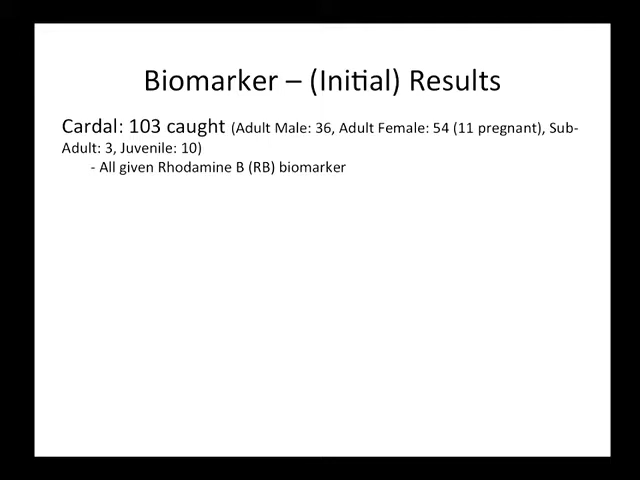 Biomarker – (Initial) Results
Cardal: 103 caught (Adult Male: 36, Adult Female: 54 (11 pregnant), Sub-
Adult: 3, Juvenile: 10)
- All given Rhodamine B (RB) biomarker